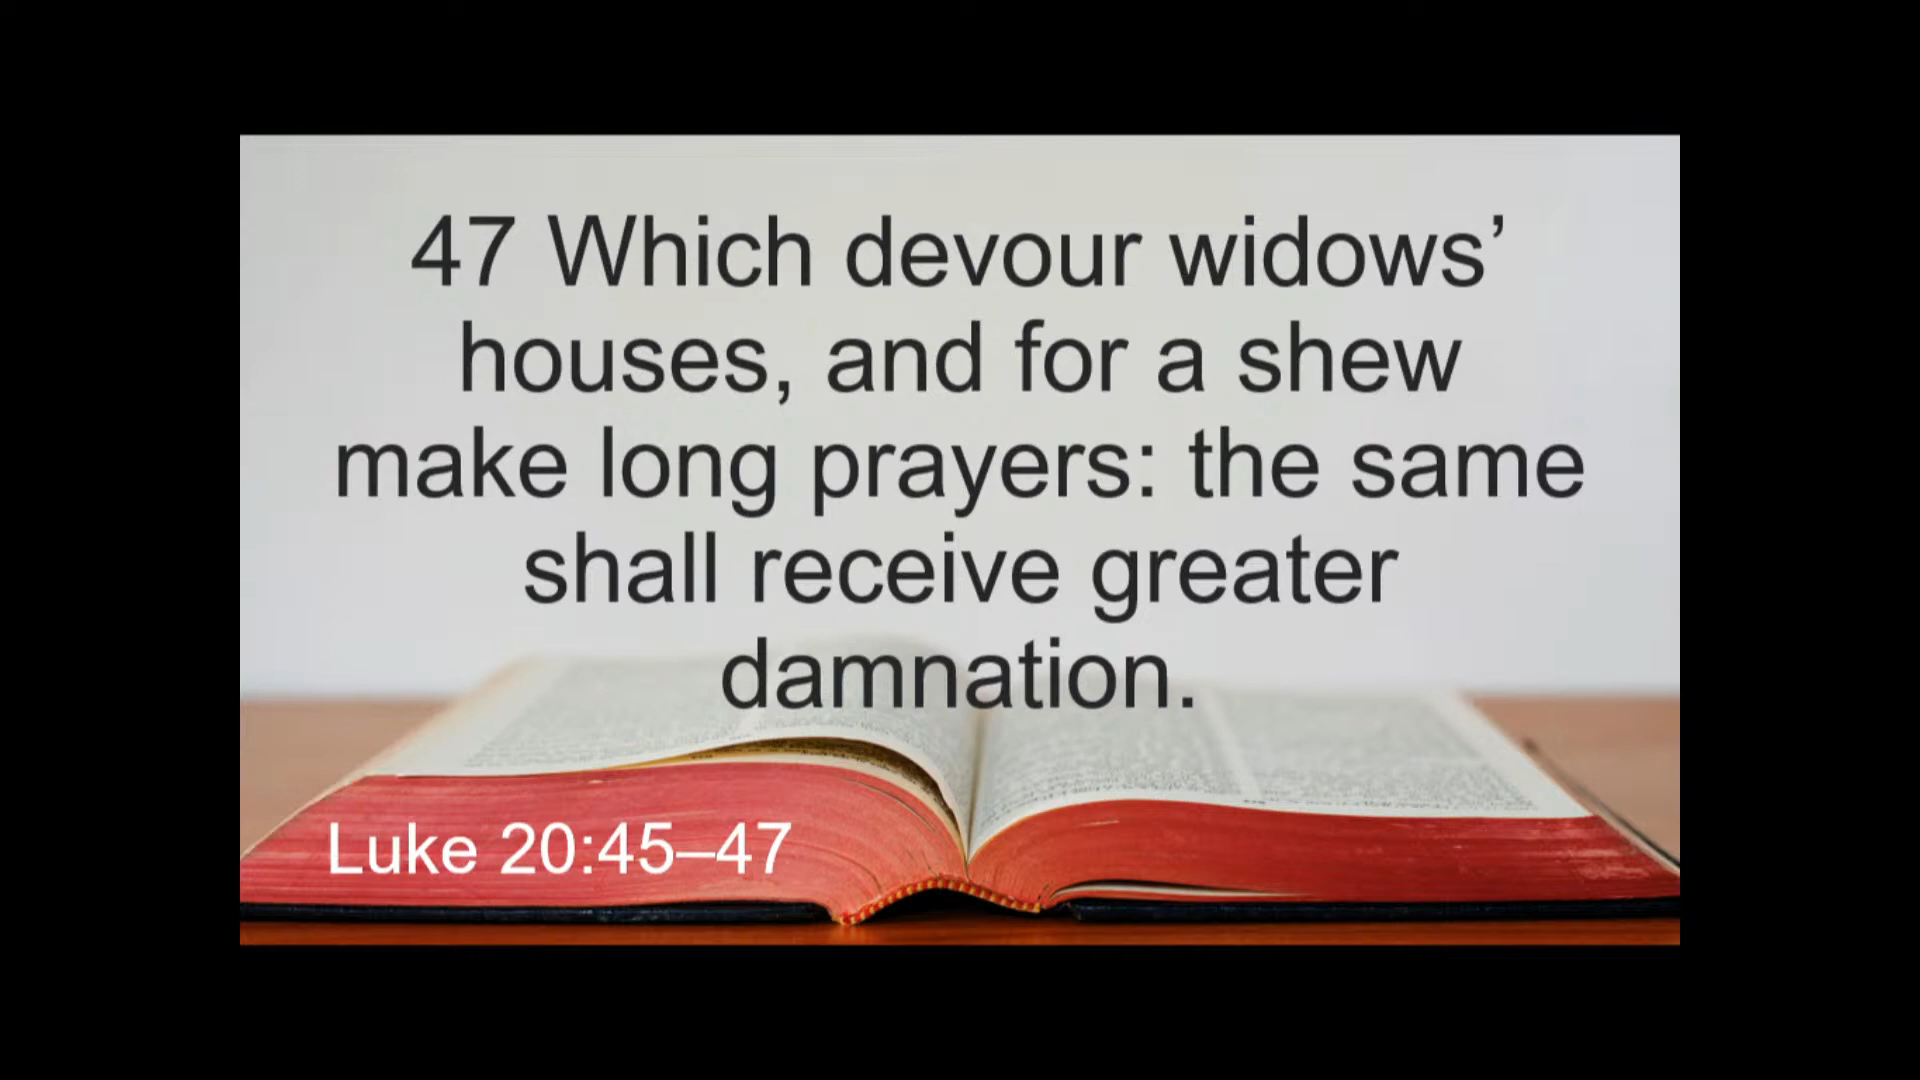 47 Which devour widows’
houses, and for a shew
make long prayers: the same
shall receive greater
damnation.
Luke 20:45–47